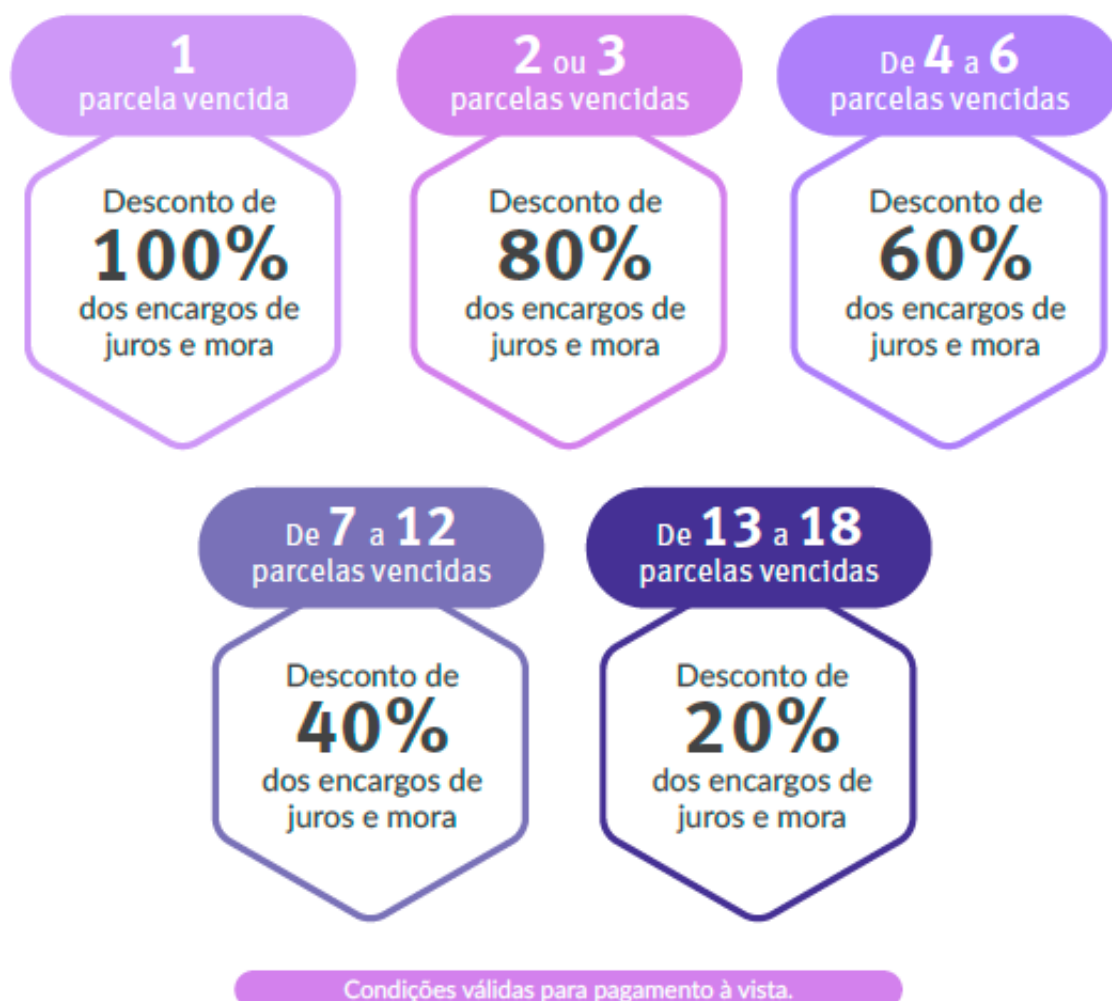 1
parcela vencida
Desconto de
100%
dos encargos de
juros e mora
2 ou 3
parcelas vencidas
Desconto de
80%
dos encargos de
juros e mora
De 4 a 6
parcelas vencidas
Desconto de
60%
dos encargos de
juros e mora
De 7 a 12
parcelas vencidas
Desconto de
40%
dos encargos de
juros e mora
De 13 a 18
parcelas vencidas
Desconto de
20%
dos encargos de
juros e mora
Condições válidas para pagamento à vista.